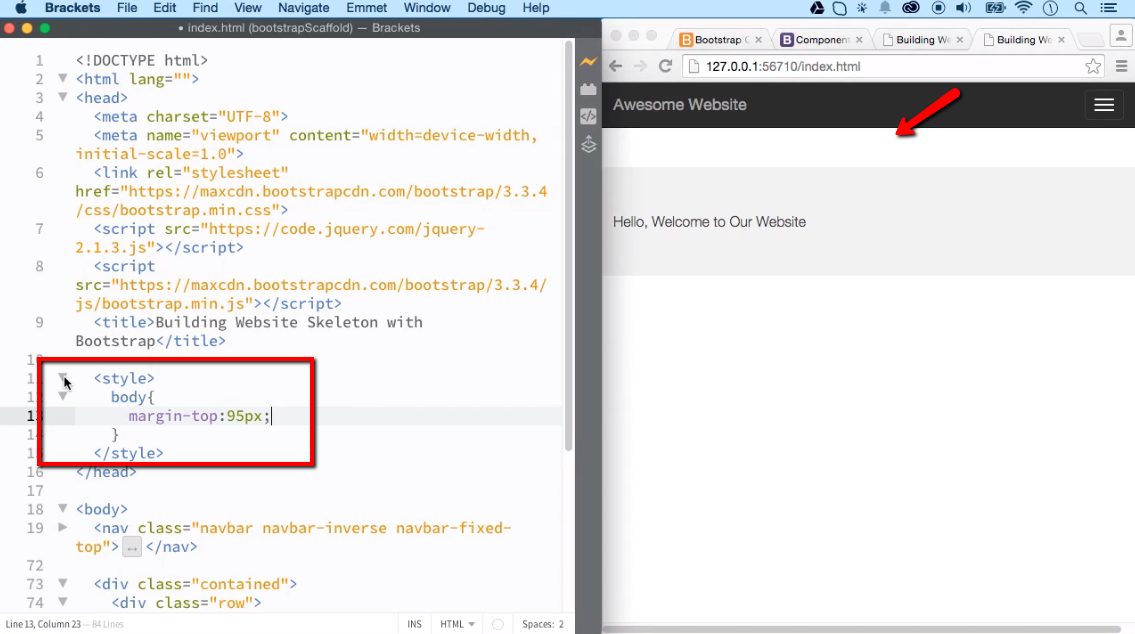 Brackets File Edit Find View Navigate Emmet Window Debug Help
• index.html (bootstrapScaffold) — Brackets
1 <!DOCTYPE html>
2 <html lang="">
3 <head>
4 <meta charset="UTF-8">
5 <meta name="viewport" content="width=device-width,
initial-scale=1.0">
6 <link rel="stylesheet"
href="https://maxcdn.bootstrapcdn.com/bootstrap/3.3.4
/css/bootstrap.min.css">
7 <script src="https://code.jquery.com/jquery-
2.1.3.js"></script>
8 <script
src="https://maxcdn.bootstrapcdn.com/bootstrap/3.3.4/
js/bootstrap.min.js"></script>
9 <title>Building Website Skeleton with
Bootstrap</title>
10
<style>
body{
13 margin-top:95px;
}
</style>
16 </head>
17
18 <body>
19 <nav class="navbar navbar-inverse navbar-fixed-
top"> ↔ </nav>
72
73 <div class="contained">
74 <div class="row">
Line 13, Column 23 — 84 Lines INS HTML Spaces: 2
Bootstrap Component Building We Building We
127.0.0.1:56710/index.html
Awesome Website
Hello, Welcome to Our Website